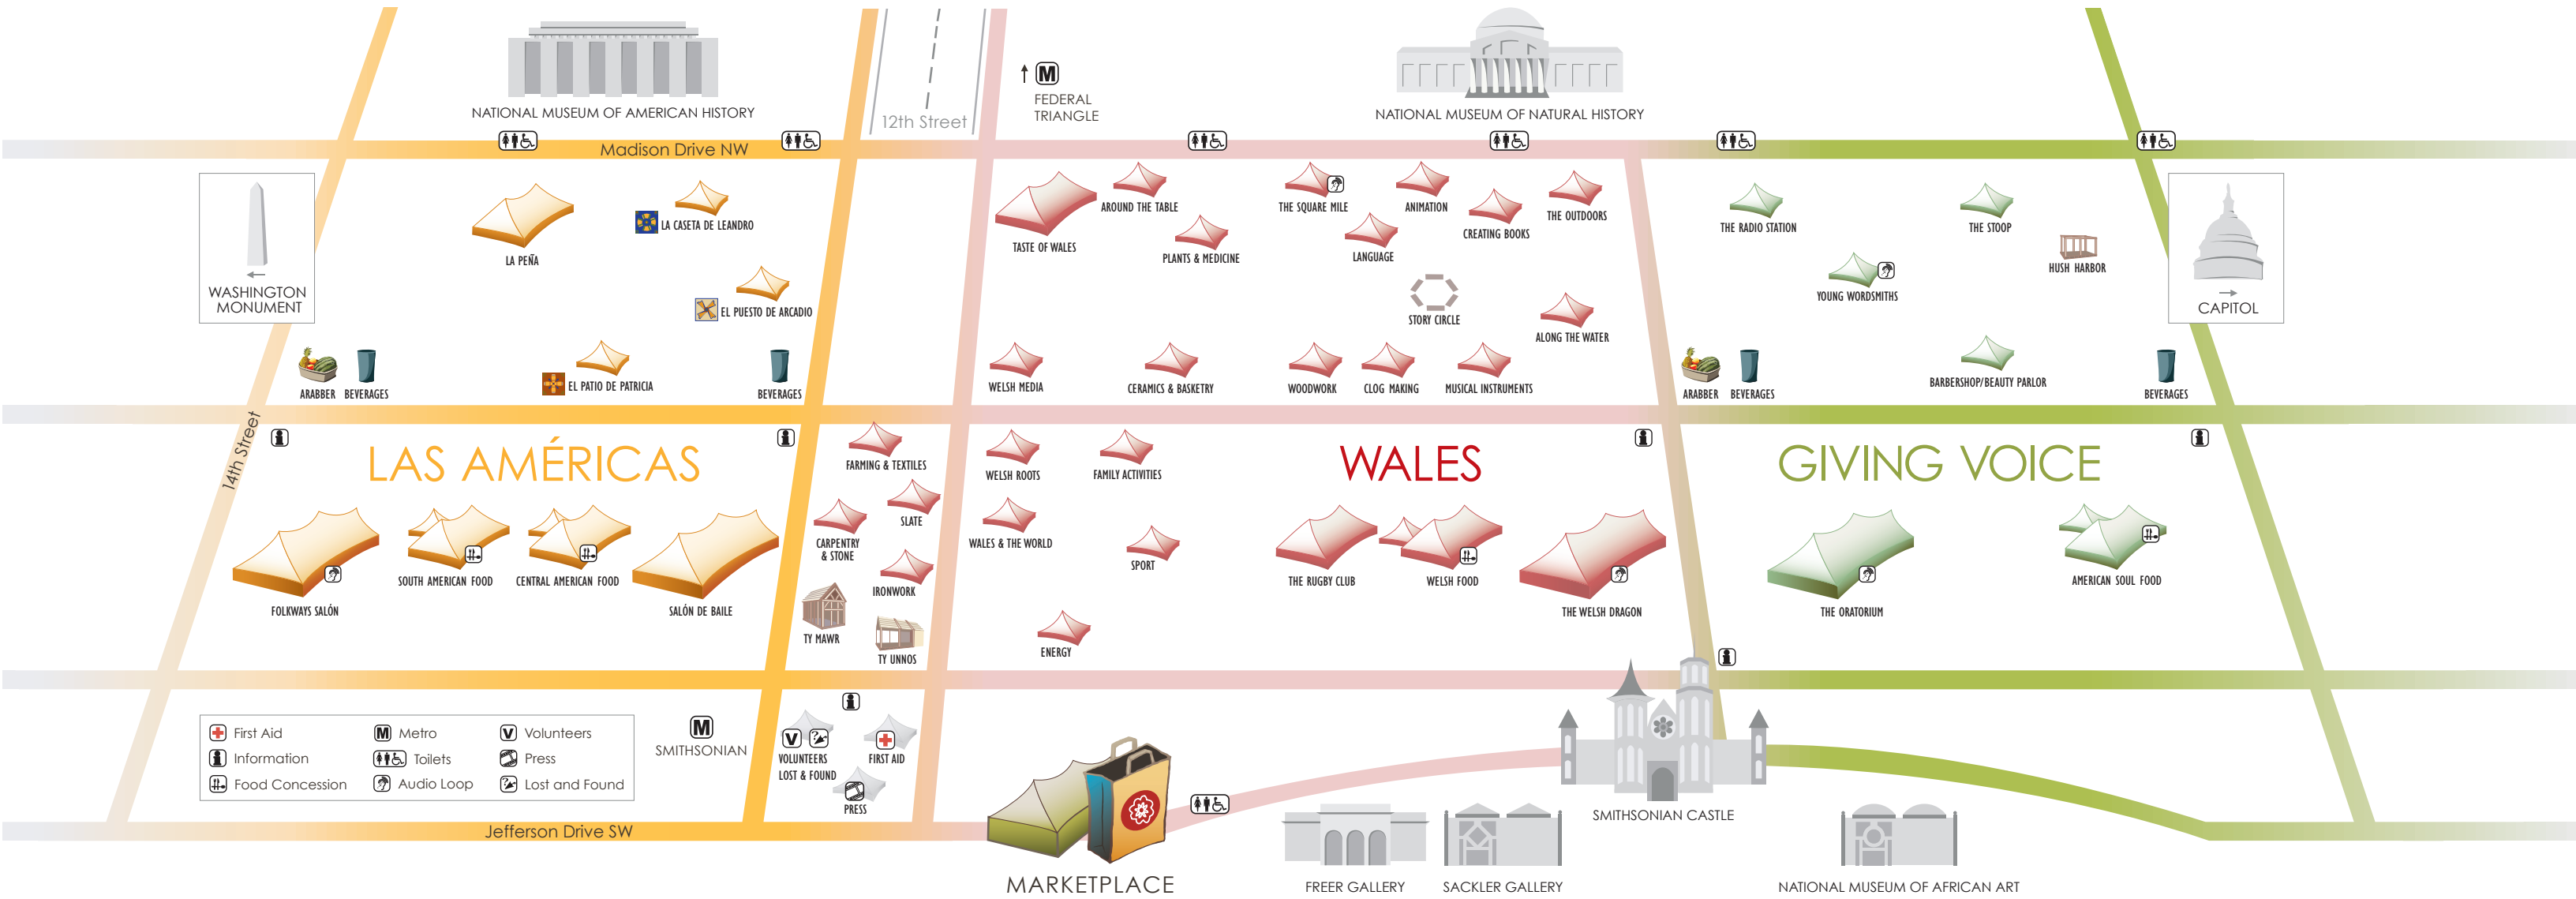 NATIONAL MUSEUM OF AMERICAN HISTORY
12th Street
M
FEDERAL
TRIANGLE
NATIONAL MUSEUM OF NATURAL HISTORY
Madison Drive NW
WASHINGTON
MONUMENT
LA PEÑA
LA CASETA DE LEANDRO
EL PUESTO DE ARCADIO
EL PATIO DE PATRICIA
ARABBER
BEVERAGES
BEVERAGES
14th Street
TASTE OF WALES
AROUND THE TABLE
PLANTS & MEDICINE
THE SQUARE MILE
ANIMATION
LANGUAGE
CREATING BOOKS
THE OUTDOORS
STORY CIRCLE
ALONG THE WATER
WELSH MEDIA
CERAMICS & BASKETRY
WOODWORK
CLOG MAKING
MUSICAL INSTRUMENTS
THE RADIO STATION
THE STOOP
HUSH HARBOR
YOUNG WORDSMITHS
BARBERSHOP/BEAUTY PARLOR
ARABBER
BEVERAGES
BEVERAGES
CAPITOL
LAS AMÉRICAS
FOLKWAYS SALÓN
SOUTH AMERICAN FOOD
CENTRAL AMERICAN FOOD
SALÓN DE BAILE
FARMING & TEXTILES
SLATE
CARPENTRY
& STONE
IRONWORK
TY MAWR
TY UNNOS
WALES
WELSH ROOTS
FAMILY ACTIVITIES
WALES & THE WORLD
SPORT
ENERGY
THE RUGBY CLUB
WELSH FOOD
THE WELSH DRAGON
GIVING VOICE
THE ORATORIUM
AMERICAN SOUL FOOD
First Aid
M Metro
V Volunteers
Information
Toilets
Press
Food Concession
Audio Loop
Lost and Found
M
SMITHSONIAN
V
VOLUNTEERS
LOST & FOUND
FIRST AID
PRESS
Jefferson Drive SW
MARKETPLACE
FREER GALLERY
SACKLER GALLERY
SMITHSONIAN CASTLE
NATIONAL MUSEUM OF AFRICAN ART